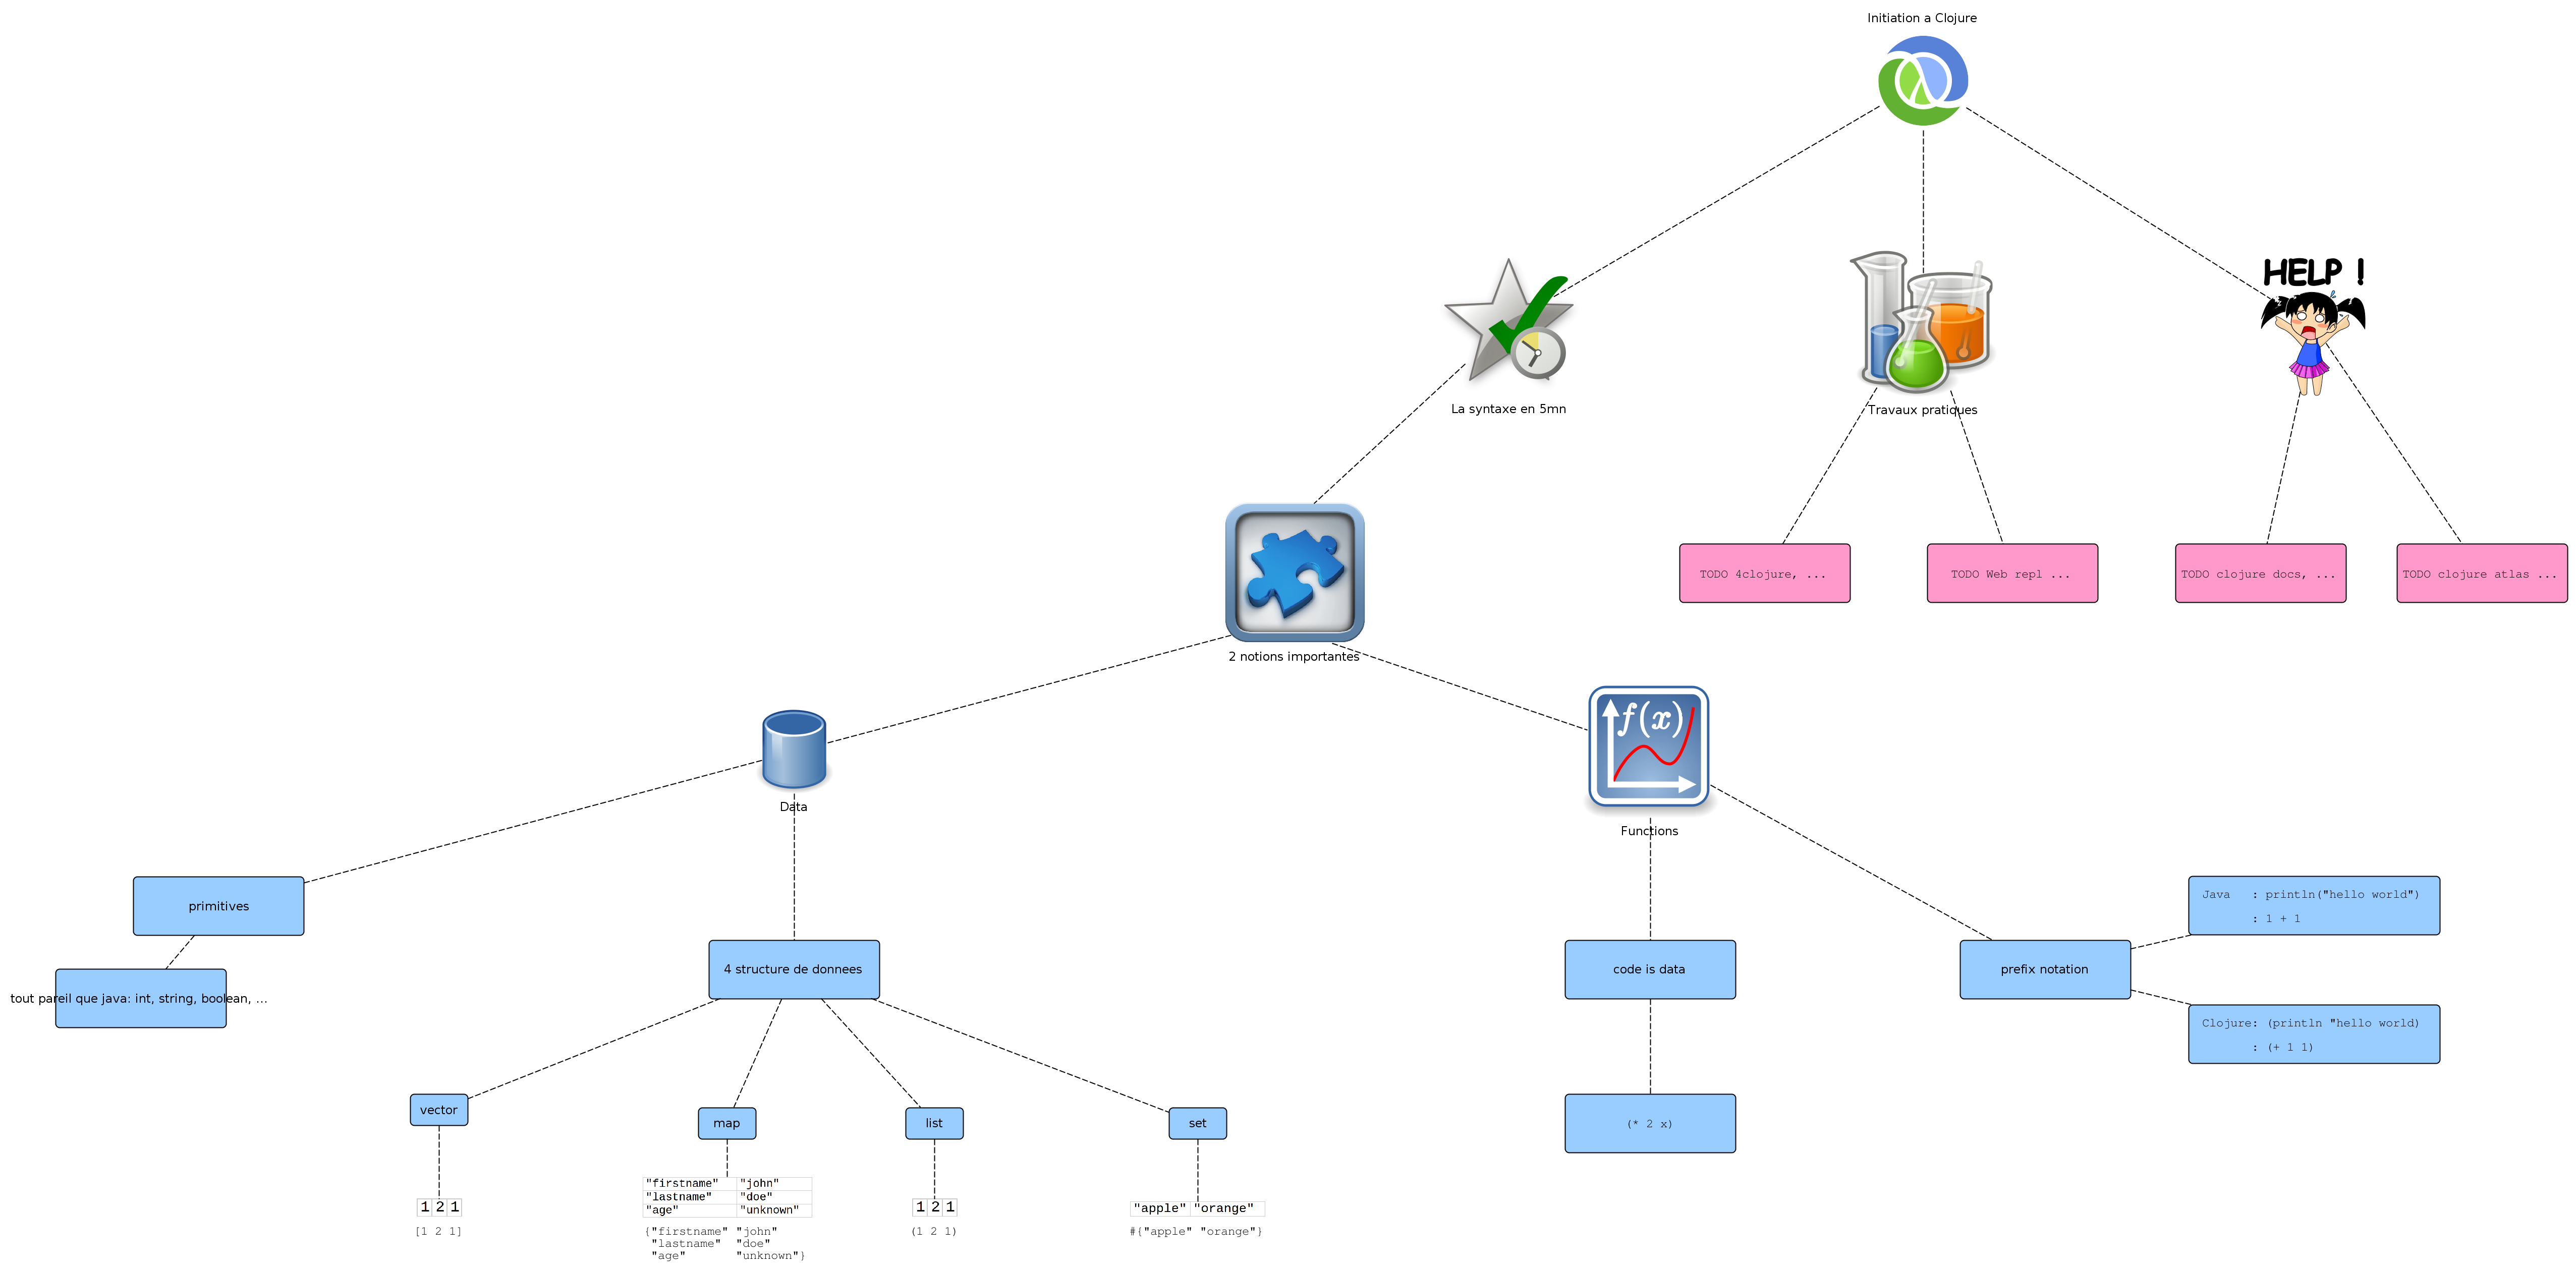 Initiation a Clojure
HELP !
La syntaxe en 5mn
Travaux pratiques
TODO 4clojure, ...
TODO Web repl ...
TODO clojure docs, ...
TODO clojure atlas ...
2 notions importantes
f(x)
Data
Functions
primitives
tout pareil que java: int, string, boolean, ...
4 structure de donnees
code is data
prefix notation
Java   : println("hello world")
: 1 + 1
Clojure: (println "hello world)
: (+ 1 1)
vector
map
list
set
(* 2 x)
1 2 1
[1 2 1]
"firstname" "john"
"lastname" "doe"
"age" "unknown"
{"firstname" "john"
"lastname" "doe"
"age" "unknown"}
1 2 1
(1 2 1)
"apple" "orange"
#{"apple" "orange"}